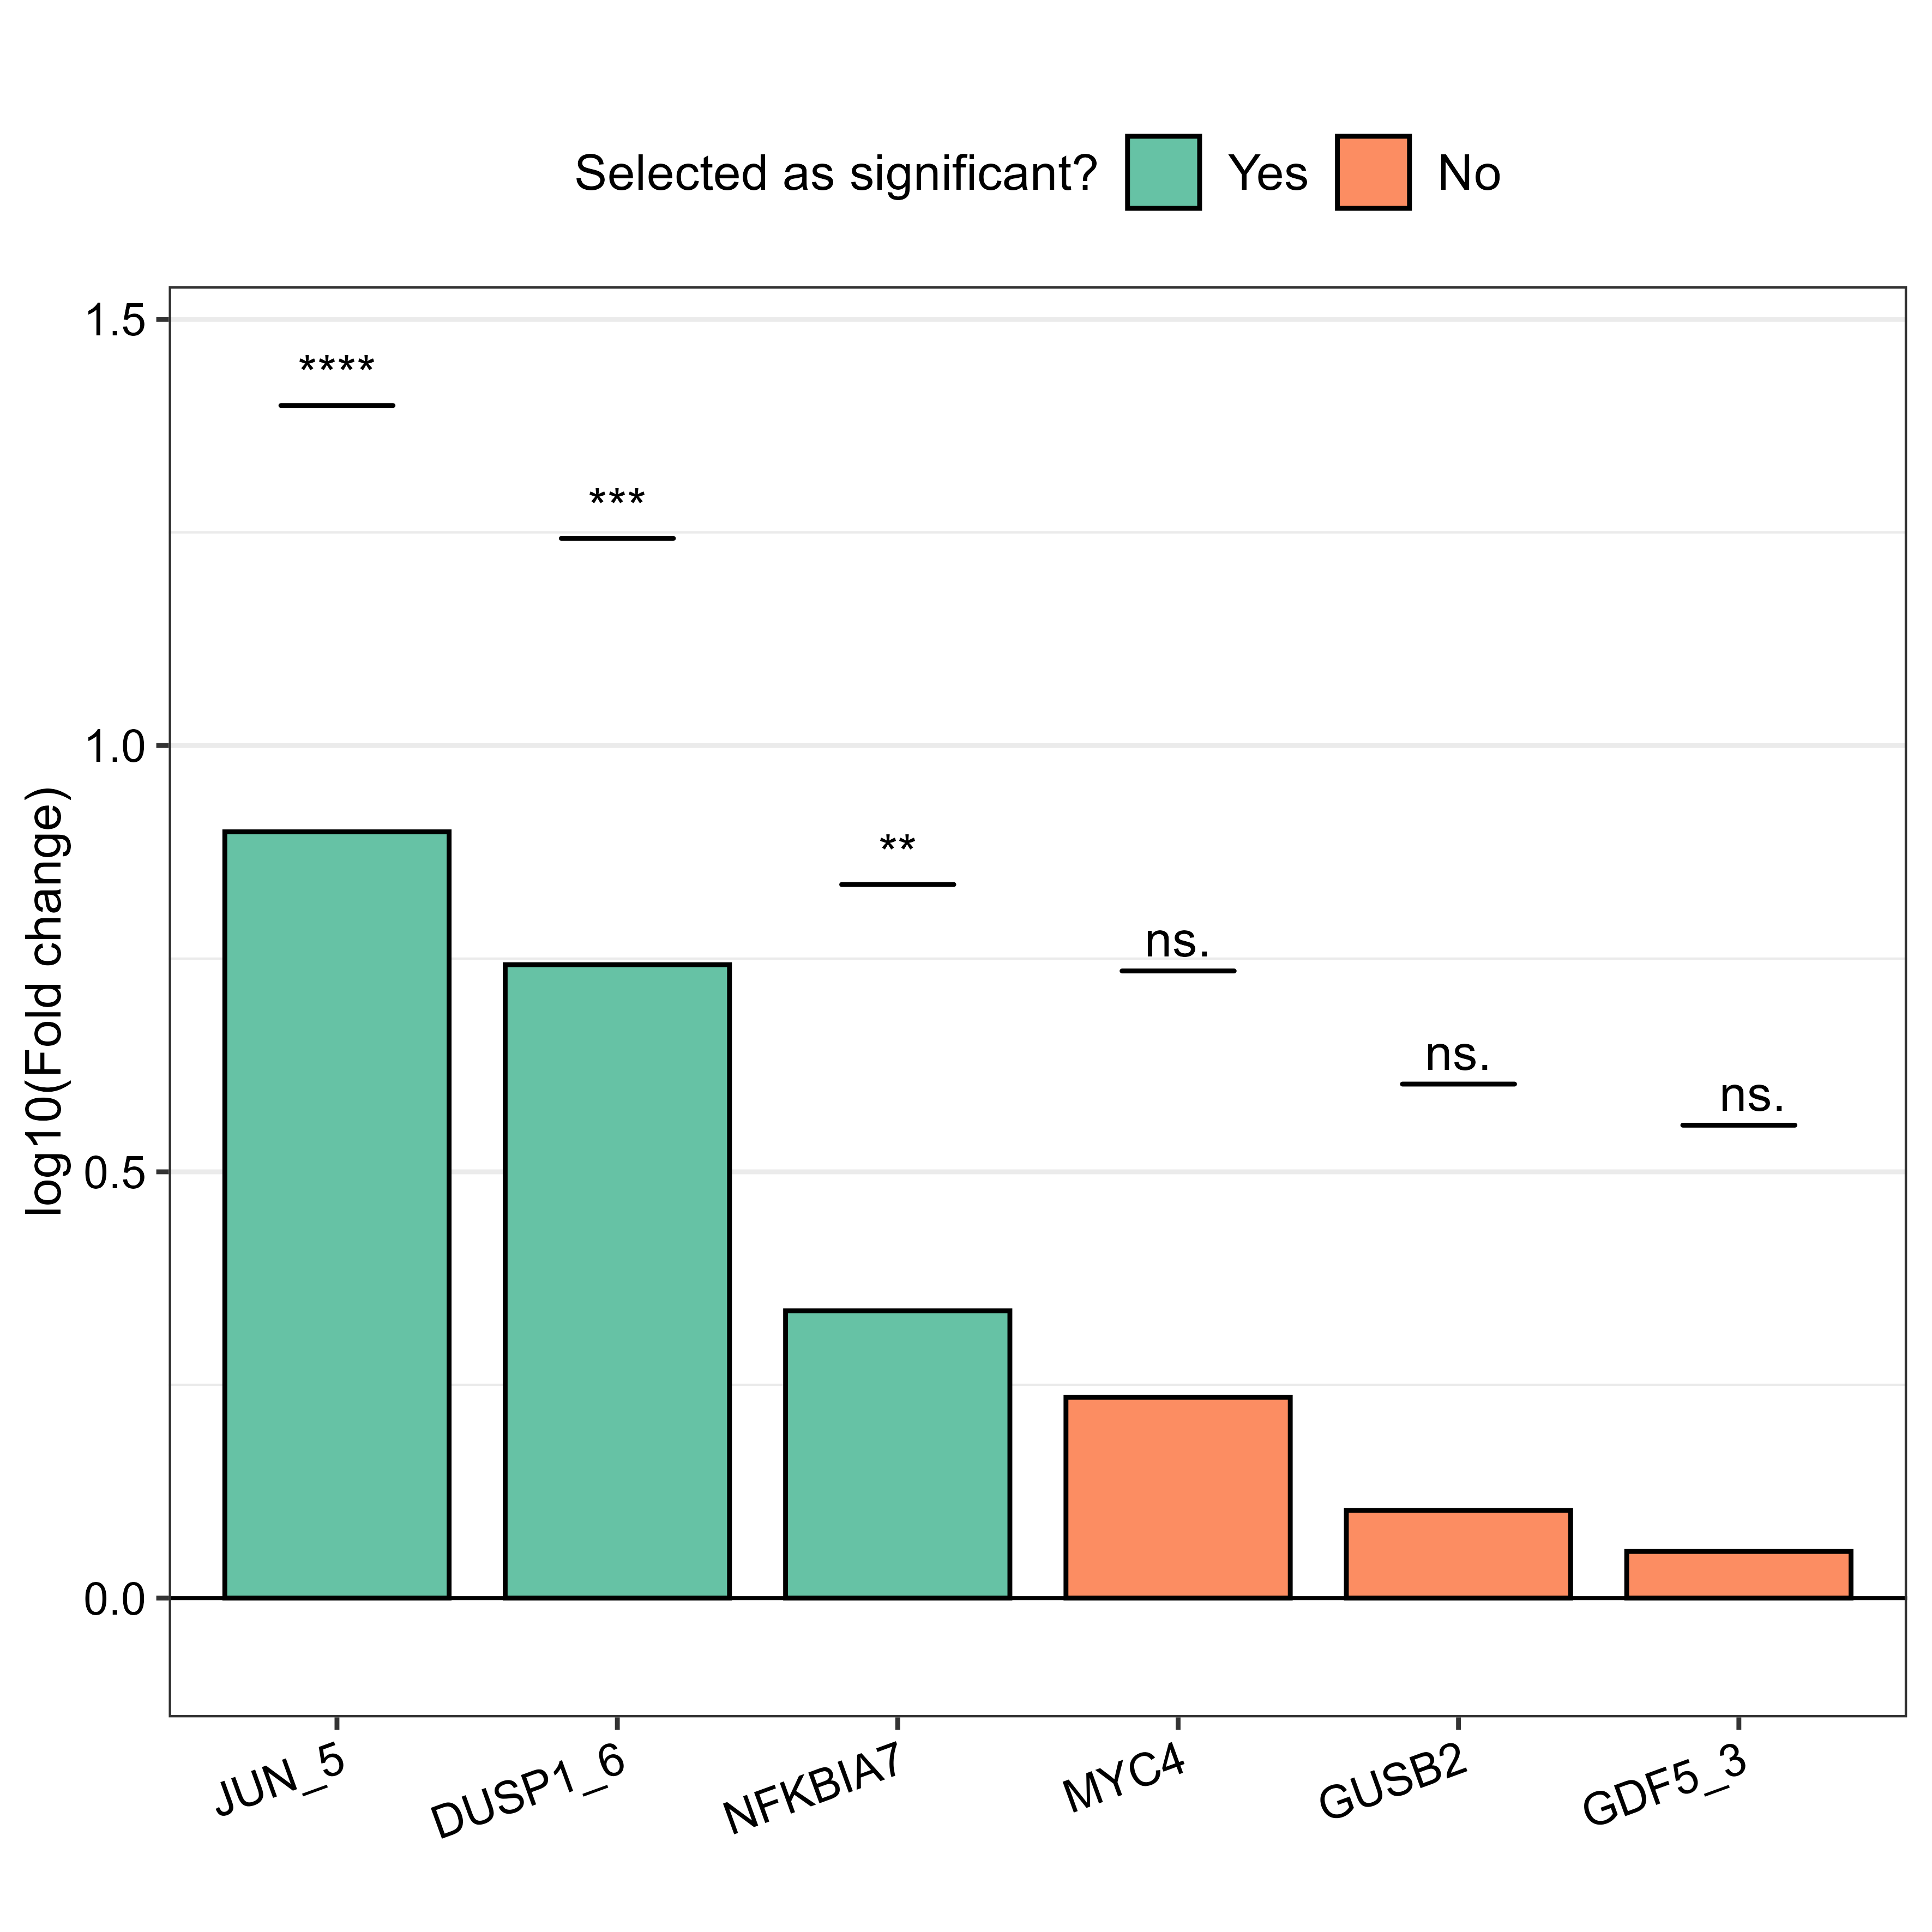 Selected as significant? Yes No
1.5
****
***
1.0
**
ns.
ns.
ns.
0.5
0.0
log10(Fold change)
JUN_5 DUSP1_6 NFKBIA7 MYC4 GUSB2 GDF5_3